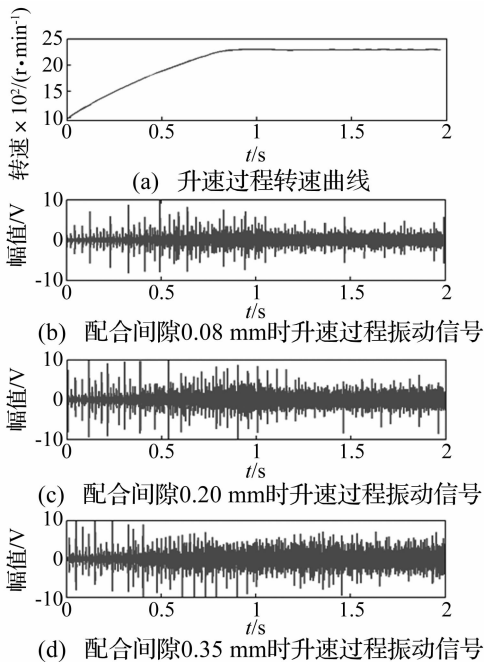 25
20
15
10
转速 × 10²/(r•min⁻¹)
0 0.5 1 1.5 2
t/s
(a) 升速过程转速曲线
10
0
-10
幅值/V
0 0.5 1 1.5 2
t/s
(b) 配合间隙0.08 mm时升速过程振动信号
10
0
-10
幅值/V
0 0.5 1 1.5 2
t/s
(c) 配合间隙0.20 mm时升速过程振动信号
10
0
-10
幅值/V
0 0.5 1 1.5 2
t/s
(d) 配合间隙0.35 mm时升速过程振动信号